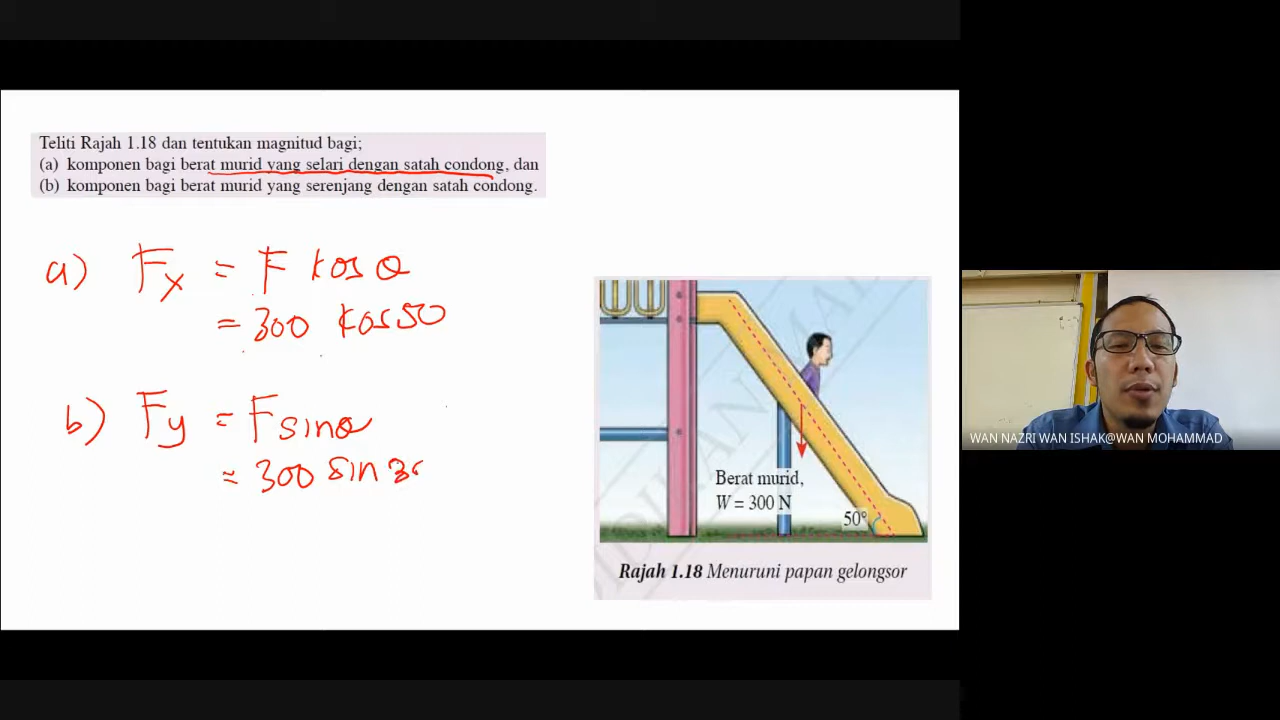 Teliti Rajah 1.18 dan tentukan magnitud bagi;
(a) komponen bagi berat murid yang selari dengan satah condong, dan
(b) komponen bagi berat murid yang serenjang dengan satah condong.
a) Fx = F kos θ
= 300 kos 50
b) Fy = F sin θ
= 300 sin
Berat murid,
W = 300 N
50°
Rajah 1.18 Menuruni papan gelongsor
WAN NAZRI WAN ISHAK@WAN MOHAMMAD